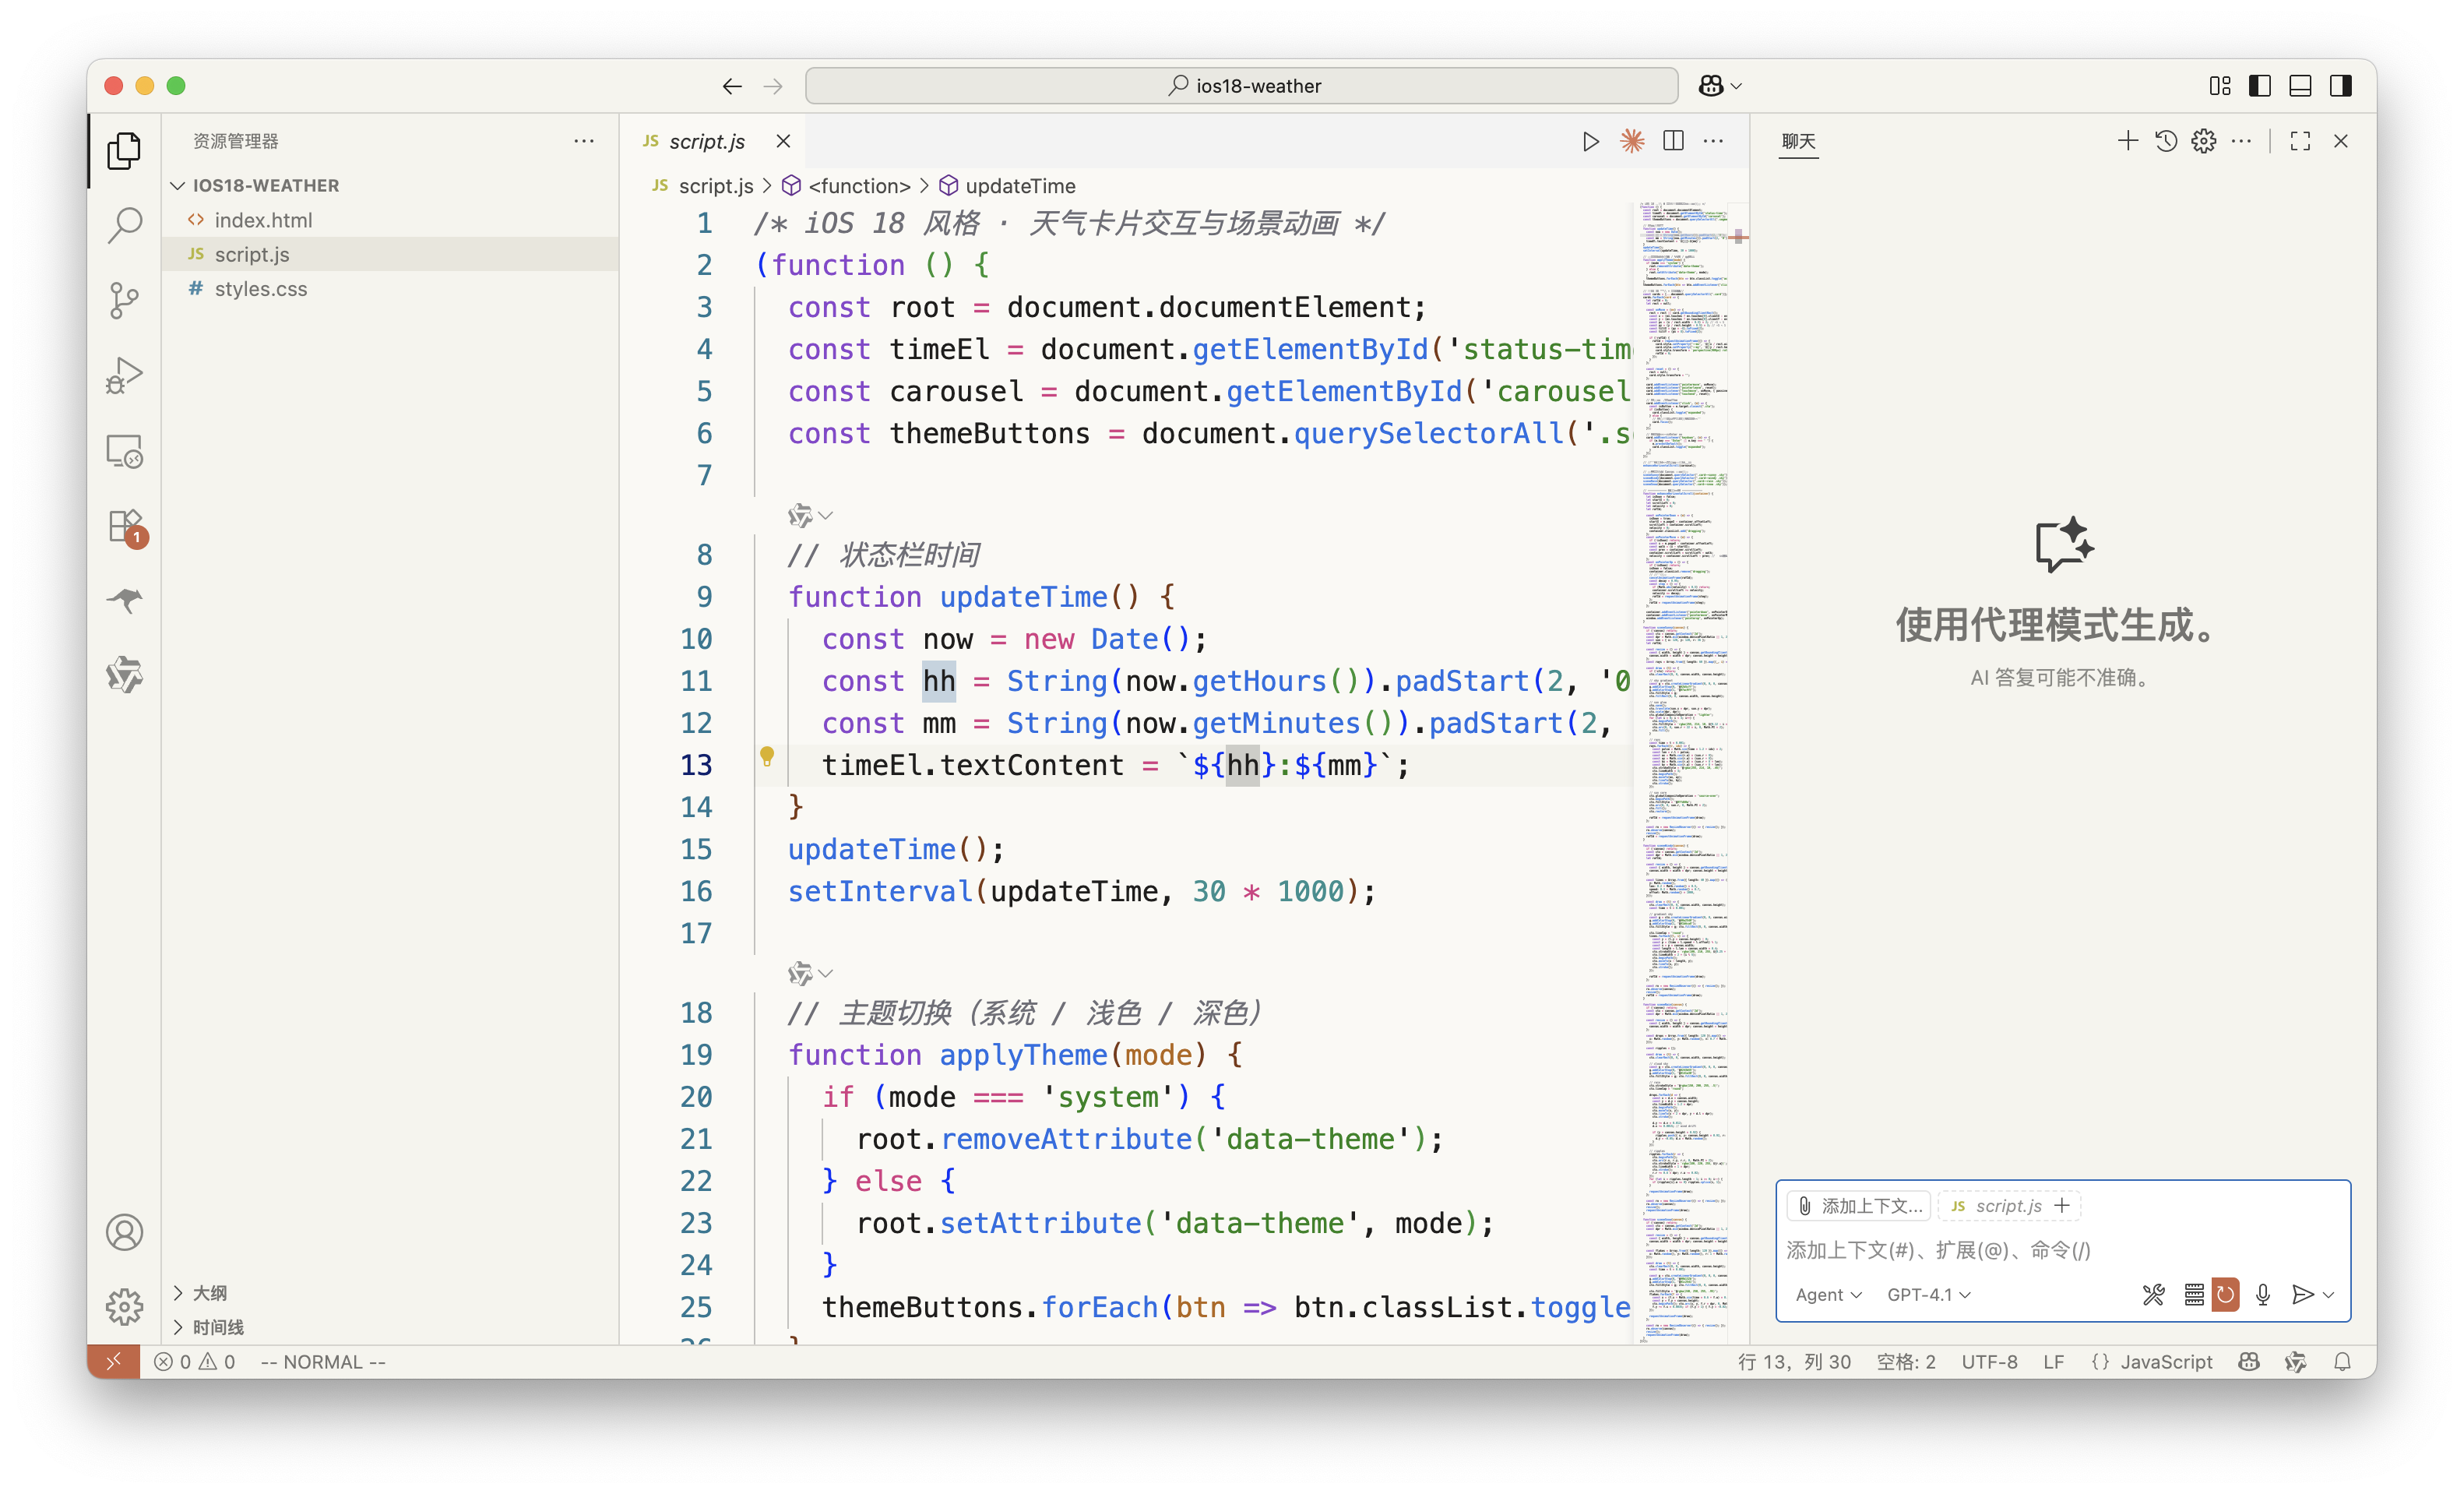 ios18-weather
资源管理器
IOS18-WEATHER
index.html
JS script.js
# styles.css
大纲
时间线
JS script.js
JS script.js > <function> > updateTime
1 /* iOS 18 风格 · 天气卡片交互与场景动画 */
2 (function () {
3 const root = document.documentElement;
4 const timeEl = document.getElementById('status-tim
5 const carousel = document.getElementById('carousel
6 const themeButtons = document.querySelectorAll('.s
7
8 // 状态栏时间
9 function updateTime() {
10 const now = new Date();
11 const hh = String(now.getHours()).padStart(2, '0
12 const mm = String(now.getMinutes()).padStart(2,
13 timeEl.textContent = `${hh}:${mm}`;
14 }
15 updateTime();
16 setInterval(updateTime, 30 * 1000);
17
18 // 主题切换（系统 / 浅色 / 深色）
19 function applyTheme(mode) {
20 if (mode === 'system') {
21 root.removeAttribute('data-theme');
22 } else {
23 root.setAttribute('data-theme', mode);
24 }
25 themeButtons.forEach(btn => btn.classList.toggle
聊天
使用代理模式生成。
AI 答复可能不准确。
添加上下文...
JS script.js +
添加上下文(#)、扩展(@)、命令(/)
Agent
GPT-4.1
1
0 0 -- NORMAL --
行 13，列 30 空格: 2 UTF-8 LF {} JavaScript